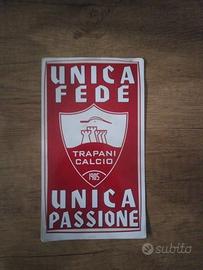 UNICA
FEDE
TRAPANI
CALCIO
1905
UNICA
PASSIONE
subito